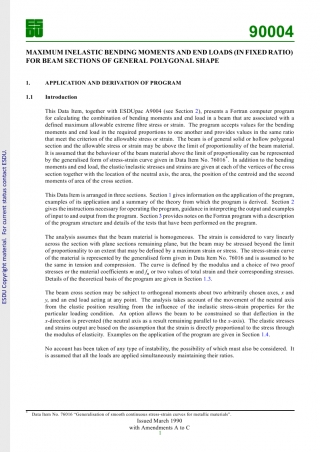 ESDU
90004
MAXIMUM INELASTIC BENDING MOMENTS AND END LOADS (IN FIXED RATIO)
FOR BEAM SECTIONS OF GENERAL POLYGONAL SHAPE
1. APPLICATION AND DERIVATION OF PROGRAM
1.1 Introduction
This Data Item, together with ESDUpac A9004 (see Section 2), presents a Fortran computer program
for calculating the combination of bending moments and end load in a beam that are associated with a
defined maximum allowable extreme fibre stress or strain. The program accepts values for the bending
moments and end load in the required proportions to one another and provides values in the same ratio
that meet the criterion of the allowable stress or strain. The beam is of general solid or hollow polygonal
section and the allowable stress or strain may be above the limit of proportionality of the beam material.
It is assumed that the behaviour of the beam material above the limit of proportionality can be represented
by the generalised form of stress-strain curve given in Data Item No. 76016*. In addition to the bending
moments and end load, the elastic inelastic stresses and strains are given at each of the vertices of the cross
section together with the location of the neutral axis, the area, the position of the centroid and the second
moments of area of the cross section.
This Data Item is arranged in three sections. Section 1 gives information on the application of the program,
examples of its application and a summary of the theory from which the program is derived. Section 2
gives the instructions necessary for operating the program, guidance in interpreting the output and examples
of input to and output from the program. Section 3 provides notes on the Fortran program with a description
of the program structure and details of the tests that have been performed on the program.
The analysis assumes that the beam material is homogeneous. The strain is considered to vary linearly
across the section with plane sections remaining plane, but the beam may be stressed beyond the limit
of proportionality to an extent that may be defined by a maximum strain or stress. The stress-strain curve
of the material is represented by the generalised form given in Data Item No. 76016 and is assumed to be
the same in tension and compression. The curve is defined by the modulus and a choice of two proof
stresses or the material coefficients m and fn or two values of total strain and their corresponding stresses.
Details of the theoretical basis of the program are given in Section 1.3.
The beam cross section may be subject to orthogonal moments about two arbitrarily chosen axes, x and
y, and an end load acting at any point. The analysis takes account of the movement of the neutral axis
from the elastic position resulting from the influence of the inelastic stress-strain properties for the
particular loading condition. An option allows the beam to be constrained so that deflection in the
x-direction is prevented (the neutral axis as a result remaining parallel to the x-axis). The elastic stresses
and strains output are based on the assumption that the strain is directly proportional to the stress through
the modulus of elasticity. Examples on the application of the program are given in Section 1.4.
No account has been taken of any type of instability, the possibility of which must also be considered. It
is assumed that all the loads are applied simultaneously maintaining their ratios.
* Data Item No. 76016 "Generalisation of smooth continuous stress-strain curves for metallic materials".
Issued March 1990
with Amendments A to C
1
ESDU Copyright material. For current status contact ESDU.